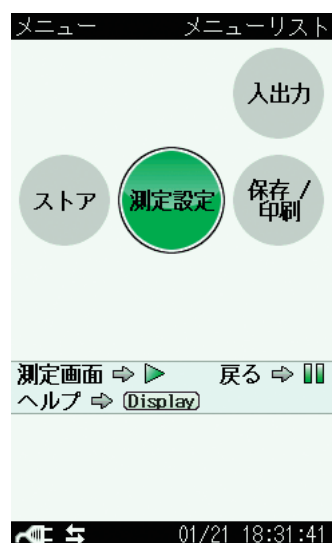 メニュー メニューリスト
入出力
ストア 測定設定 保存 /
印刷
測定画面 ⇨ ▶ 戻る ⇨ ▮▮
ヘルプ ⇨ (Display)
01/21 18:31:41